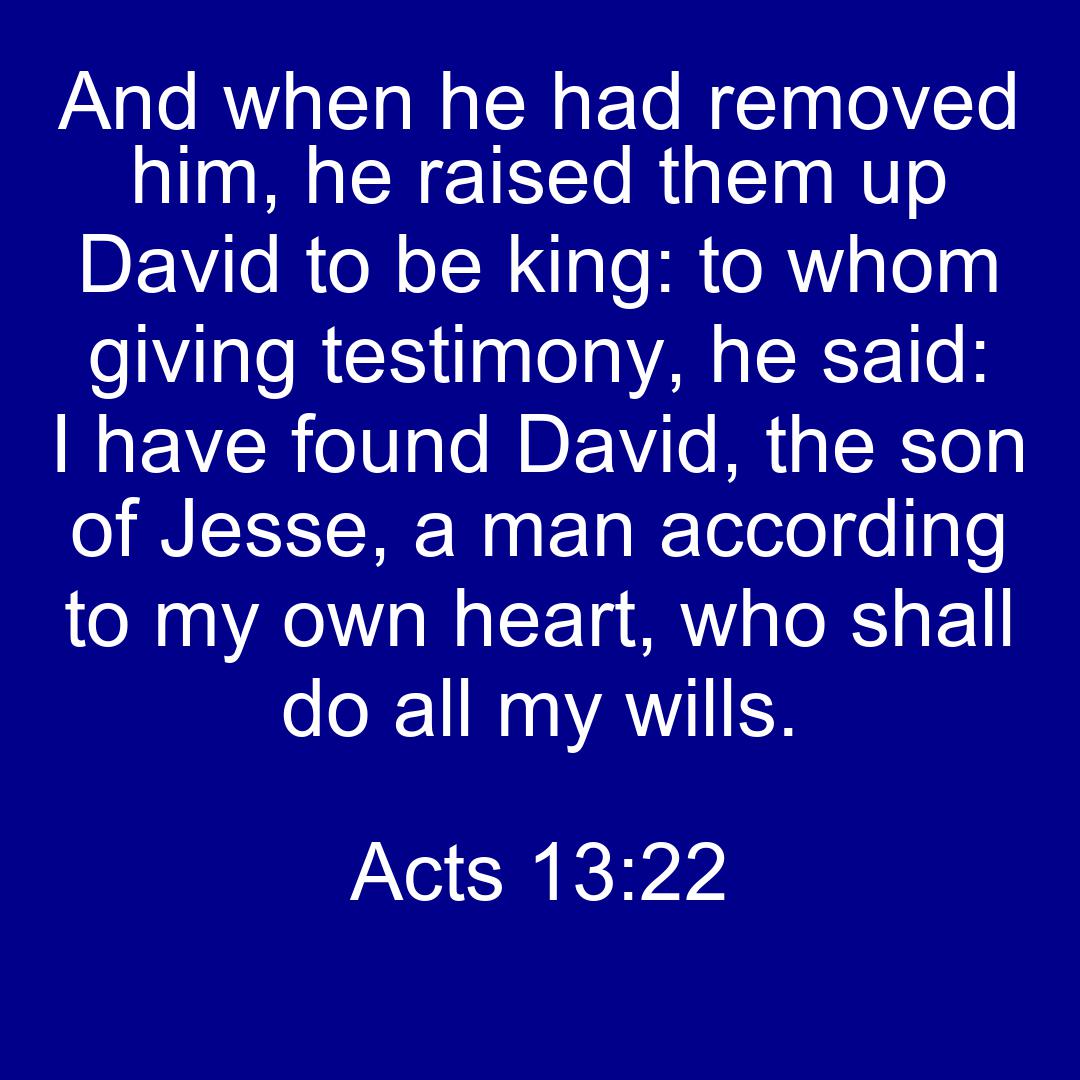 And when he had removed
him, he raised them up
David to be king: to whom
giving testimony, he said:
I have found David, the son
of Jesse, a man according
to my own heart, who shall
do all my wills.
Acts 13:22